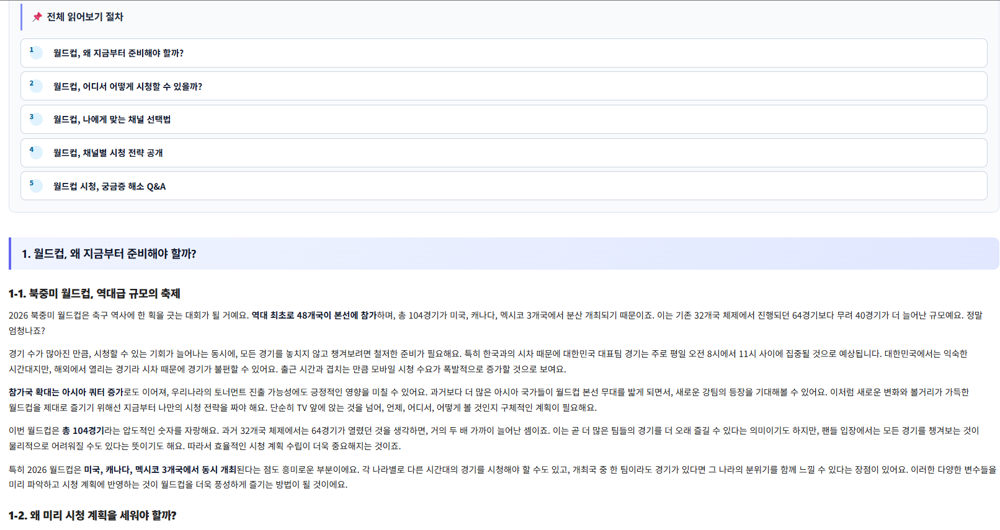 📌 전체 읽어보기 절차
1 월드컵, 왜 지금부터 준비해야 할까?
2 월드컵, 어디서 어떻게 시청할 수 있을까?
3 월드컵, 나에게 맞는 채널 선택법
4 월드컵, 채널별 시청 전략 공개
5 월드컵 시청, 궁금증 해소 Q&A
1. 월드컵, 왜 지금부터 준비해야 할까?
1-1. 북중미 월드컵, 역대급 규모의 축제
2026 북중미 월드컵은 축구 역사에 한 획을 긋는 대회가 될 거예요. 역대 최초로 48개국이 본선에 참가하며, 총 104경기가 미국, 캐나다, 멕시코 3개국에서 분산 개최되기 때문이죠. 이는 기존 32개국 체제에서 진행되던 64경기보다 무려 40경기가 더 늘어난 규모예요. 정말
엄청나죠?
경기 수가 많아진 만큼, 시청할 수 있는 기회가 늘어나는 동시에, 모든 경기를 놓치지 않고 챙겨보려면 철저한 준비가 필요해요. 특히 한국과의 시차 때문에 대한민국 대표팀 경기는 주로 평일 오전 8시에서 11시 사이에 집중될 것으로 예상됩니다. 대한민국에서는 익숙한
시간대지만, 해외에서 열리는 경기라 시차 때문에 경기가 불편할 수 있어요. 출근 시간과 겹치는 만큼 모바일 시청 수요가 폭발적으로 증가할 것으로 보여요.
참가국 확대는 아시아 쿼터 증가로도 이어져, 우리나라의 토너먼트 진출 가능성에도 긍정적인 영향을 미칠 수 있어요. 과거보다 더 많은 아시아 국가들이 월드컵 본선 무대를 밟게 되면서, 새로운 강팀의 등장을 기대해볼 수 있어요. 이처럼 새로운 변화와 볼거리가 가득한
월드컵을 제대로 즐기기 위해선 지금부터 나만의 시청 전략을 짜야 해요. 단순히 TV 앞에 앉는 것을 넘어, 언제, 어디서, 어떻게 볼 것인지 구체적인 계획이 필요해요.
이번 월드컵은 총 104경기라는 압도적인 숫자를 자랑해요. 과거 32개국 체제에서는 64경기가 열렸던 것을 생각하면, 거의 두 배 가까이 늘어난 셈이죠. 이는 곧 더 많은 팀들의 경기를 더 오래 즐길 수 있다는 의미이기도 하지만, 팬들 입장에서는 모든 경기를 챙겨보는 것이
물리적으로 어려워질 수도 있다는 뜻이기도 해요. 따라서 효율적인 시청 계획 수립이 더욱 중요해지는 것이죠.
특히 2026 월드컵은 미국, 캐나다, 멕시코 3개국에서 동시 개최된다는 점도 흥미로운 부분이에요. 각 나라별로 다른 시간대의 경기를 시청해야 할 수도 있고, 개최국 중 한 팀이라도 경기가 있다면 그 나라의 분위기를 함께 느낄 수 있다는 장점이 있어요. 이러한 다양한 변수들을
미리 파악하고 시청 계획에 반영하는 것이 월드컵을 더욱 풍성하게 즐기는 방법이 될 것이에요.
1-2. 왜 미리 시청 계획을 세워야 할까?